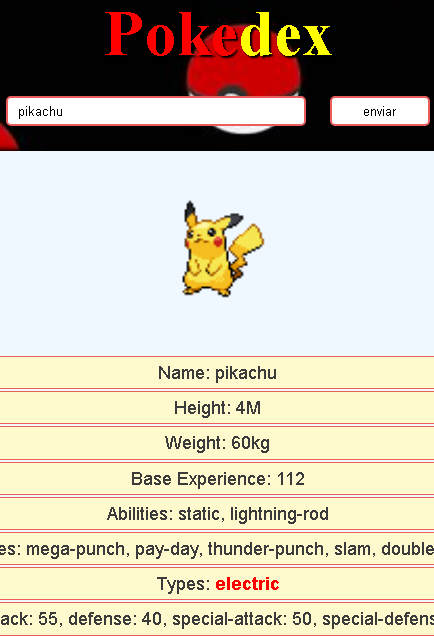 Pokedex
pikachu
enviar
Name: pikachu
Height: 4M
Weight: 60kg
Base Experience: 112
Abilities: static, lightning-rod
es: mega-punch, pay-day, thunder-punch, slam, double
Types: electric
ack: 55, defense: 40, special-attack: 50, special-defens